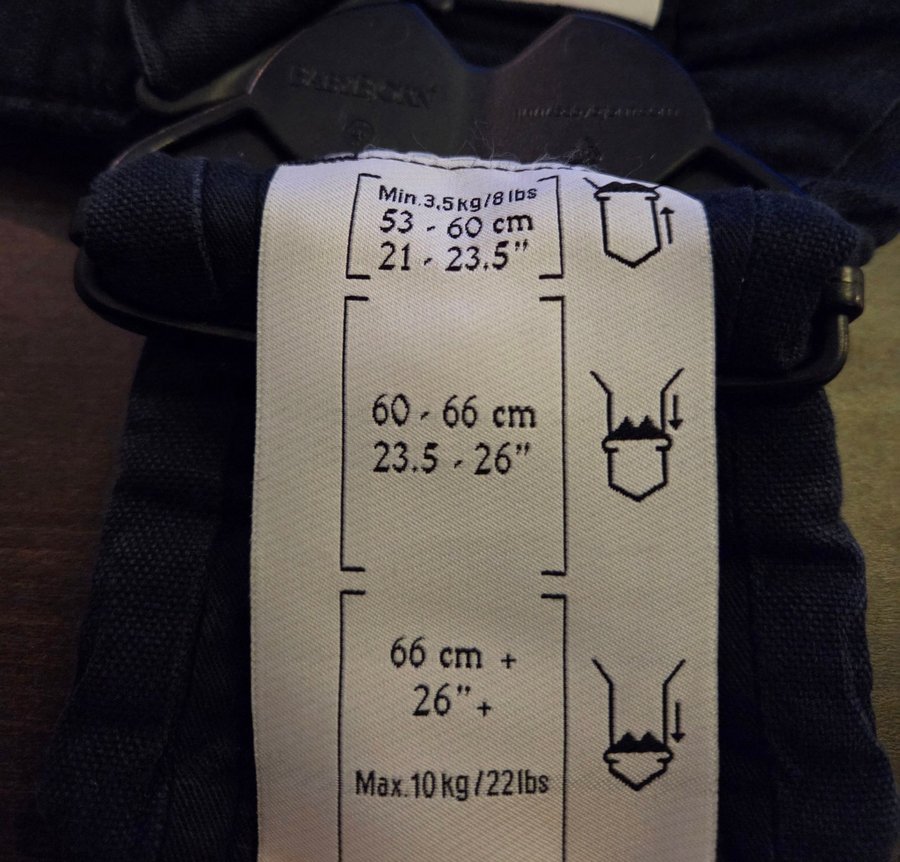 BABYBJÖRN
Min.3,5kg/8lbs
53 - 60 cm
21 - 23.5"
60 - 66 cm
23.5 - 26"
66 cm +
26" +
Max.10kg/22lbs